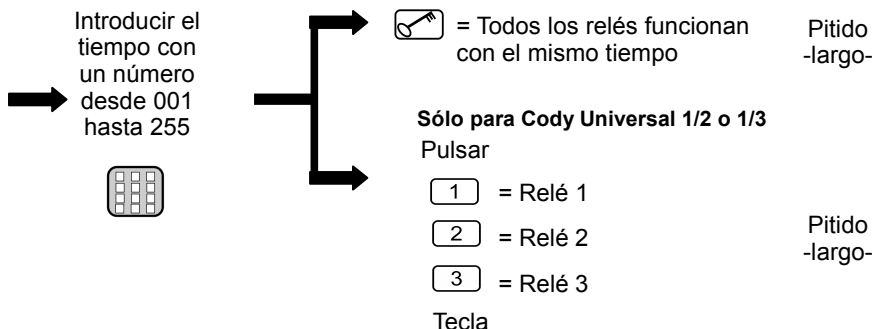 Introducir el
tiempo con
un número
desde 001
hasta 255
= Todos los relés funcionan
con el mismo tiempo
Pitido
-largo-
Sólo para Cody Universal 1/2 o 1/3
Pulsar
1 = Relé 1
2 = Relé 2
3 = Relé 3
Tecla
Pitido
-largo-